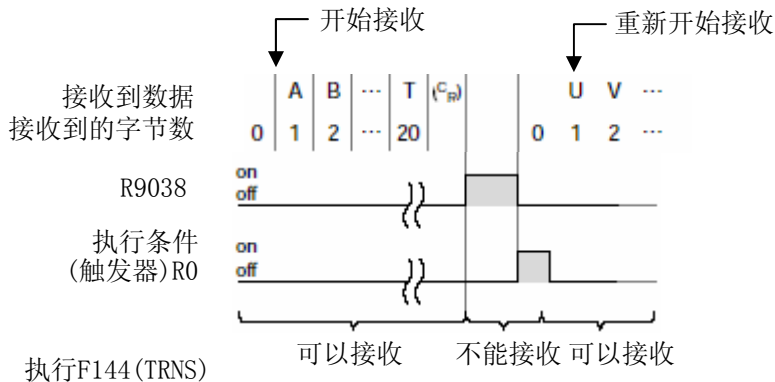 开始接收 重新开始接收
接收到数据 A B ··· T (CR) U V ···
接收到的字节数 0 1 2 ··· 20 0 1 2 ···
R9038 on
off
执行条件
(触发器)R0 on
off
可以接收 不能接收 可以接收
执行F144(TRNS)